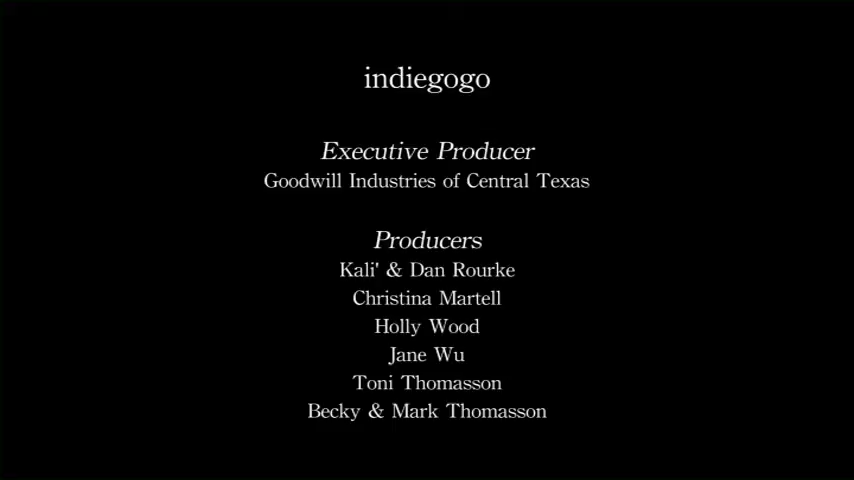 indiegogo
Executive Producer
Goodwill Industries of Central Texas
Producers
Kali' & Dan Rourke
Christina Martell
Holly Wood
Jane Wu
Toni Thomasson
Becky & Mark Thomasson